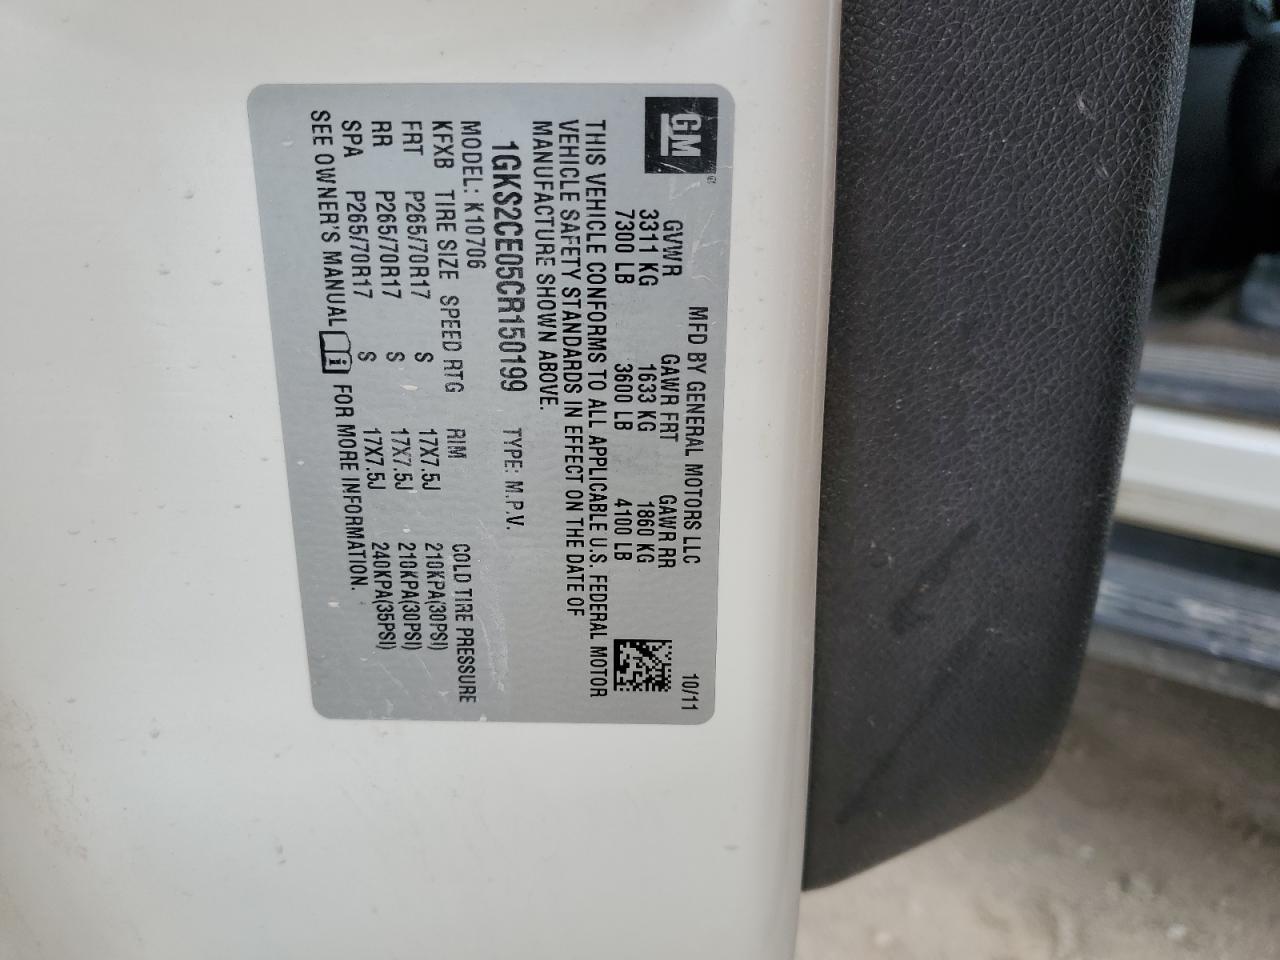 GM
MFD BY GENERAL MOTORS LLC 10/11
GVWR GAWR FRT GAWR RR
3311 KG 1633 KG 1860 KG
7300 LB 3600 LB 4100 LB
THIS VEHICLE CONFORMS TO ALL APPLICABLE U.S. FEDERAL MOTOR
VEHICLE SAFETY STANDARDS IN EFFECT ON THE DATE OF
MANUFACTURE SHOWN ABOVE.
1GKS2CE05CR150199 TYPE: M.P.V.
MODEL: K10706
KFXB TIRE SIZE SPEED RTG RIM COLD TIRE PRESSURE
FRT P265/70R17 S 17X7.5J 210KPA(30PSI)
RR P265/70R17 S 17X7.5J 210KPA(30PSI)
SPA P265/70R17 S 17X7.5J 240KPA(35PSI)
SEE OWNER'S MANUAL i FOR MORE INFORMATION.